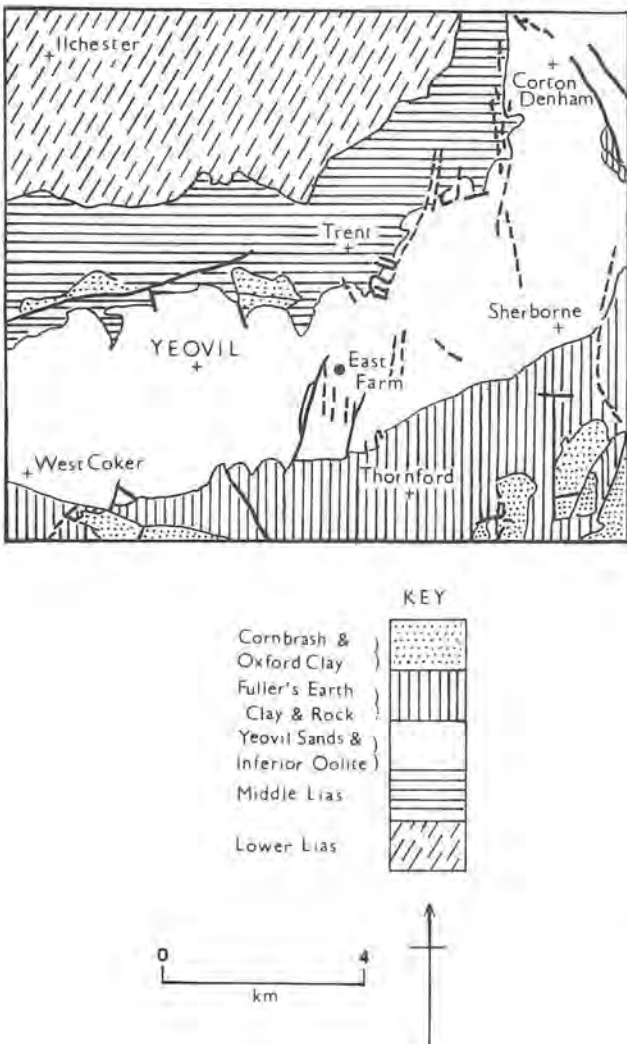 Ilchester
Corton
Denham
Trent
Sherborne
YEOVIL
East
Farm
West Coker
Thornford
KEY
Cornbrash &
Oxford Clay
Fuller's Earth
Clay & Rock
Yeovil Sands &
Inferior Oolite
Middle Lias
Lower Lias
0 4
km